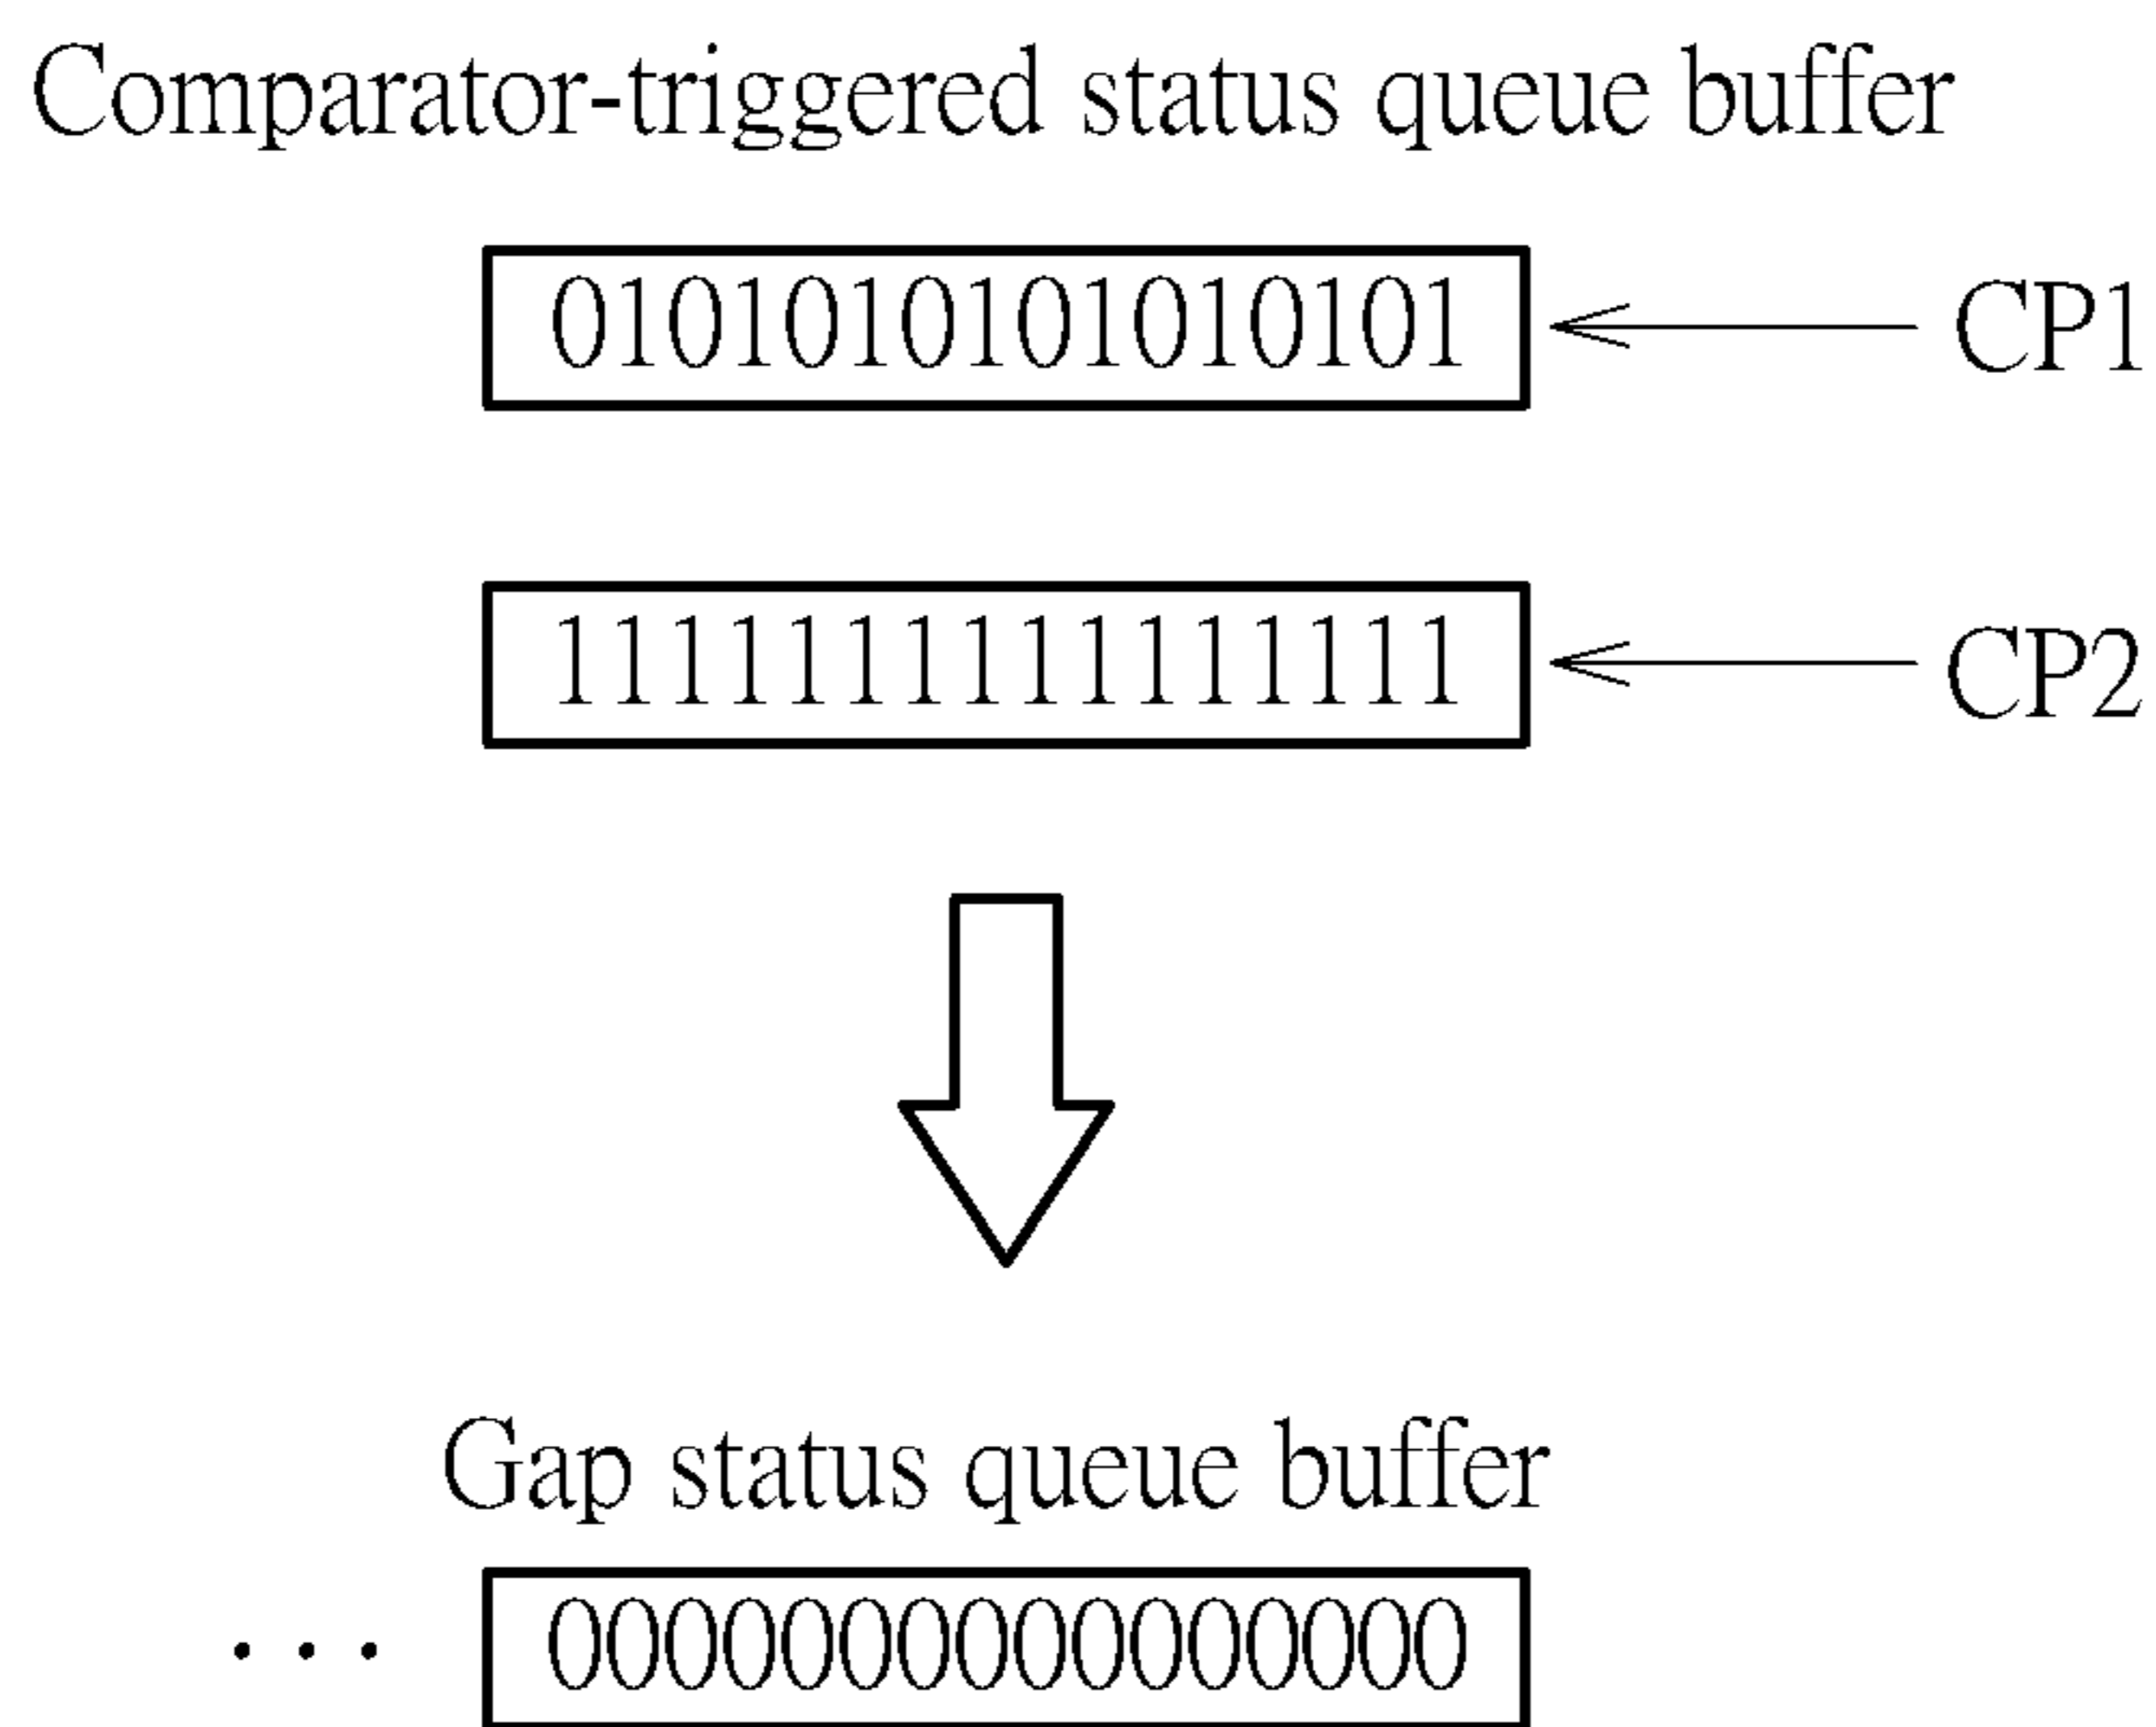 Comparator-triggered status queue buffer
0101010101010101 CP1
1111111111111111 CP2
Gap status queue buffer
... 0000000000000000